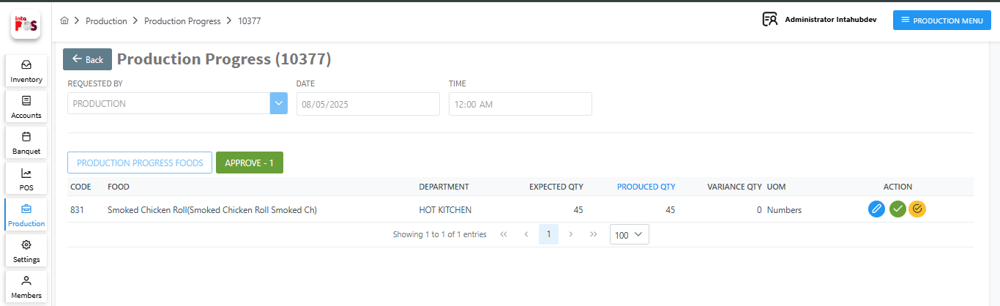 inta
POS
Production
Production Progress
10377
Administrator Intahubdev
PRODUCTION MENU
Inventory
Accounts
Banquet
POS
Production
Settings
Members
Back
Production Progress (10377)
REQUESTED BY
DATE
TIME
PRODUCTION
08/05/2025
12:00 AM
PRODUCTION PROGRESS FOODS
APPROVE - 1
CODE FOOD DEPARTMENT EXPECTED QTY PRODUCED QTY VARIANCE QTY UOM ACTION
831 Smoked Chicken Roll(Smoked Chicken Roll Smoked Ch) HOT KITCHEN 45 45 0 Numbers
Showing 1 to 1 of 1 entries << < 1 > >> 100